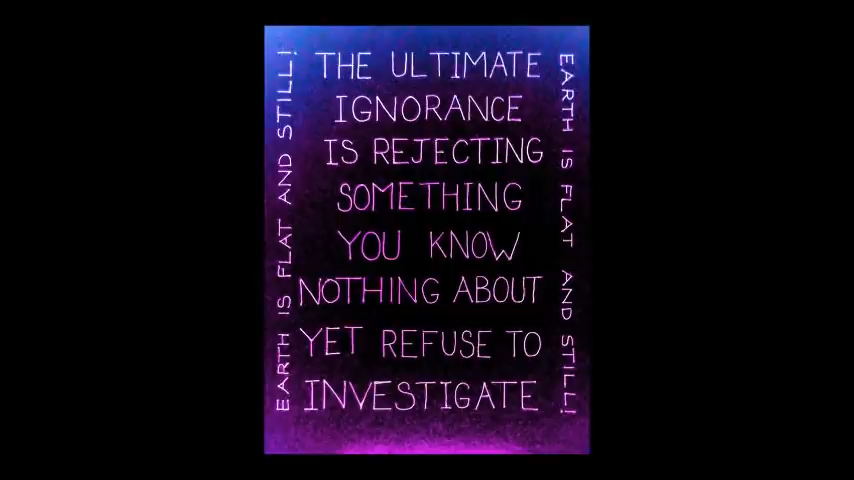 THE ULTIMATE
IGNORANCE
IS REJECTING
SOMETHING
YOU KNOW
NOTHING ABOUT
YET REFUSE TO
INVESTIGATE
EARTH IS FLAT AND STILL!
EARTH IS FLAT AND STILL!